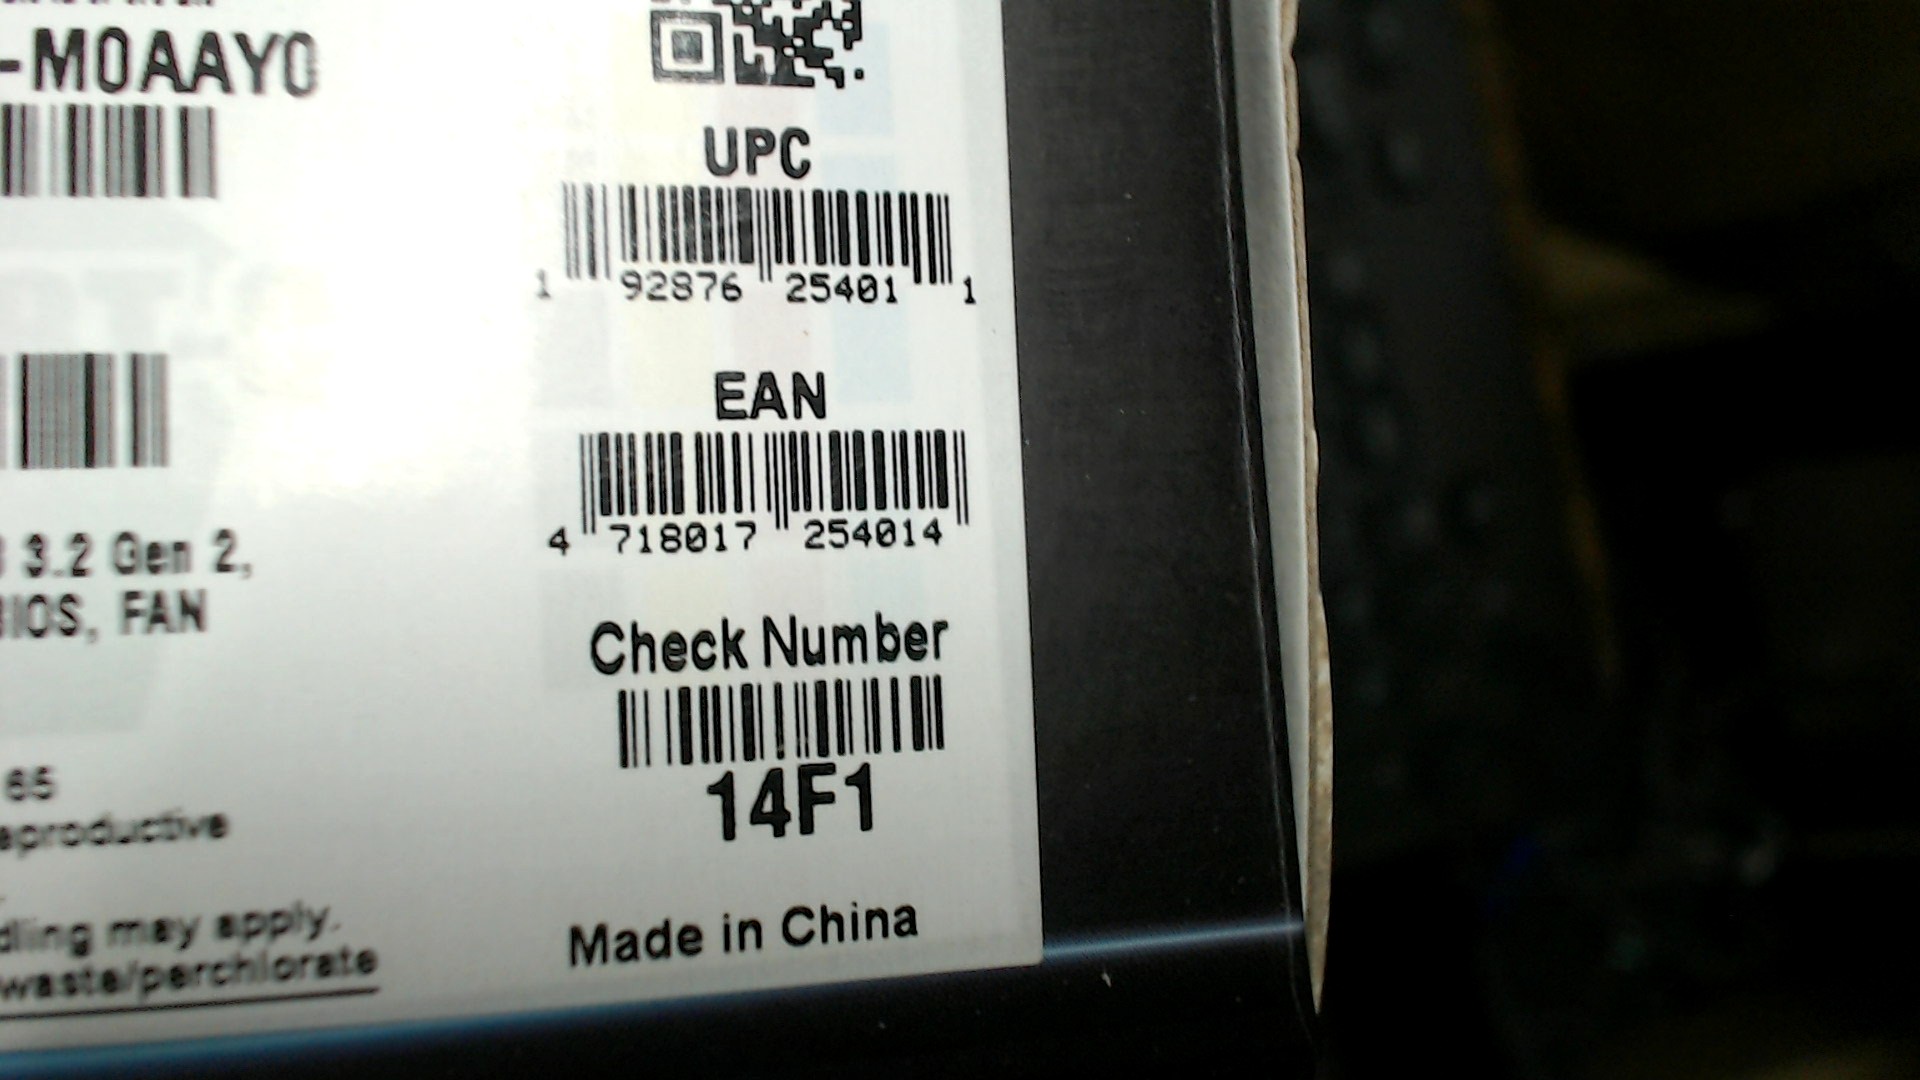 -M0AAY0
UPC
1 92876 25401 1
EAN
4 718017 254014
3.2 Gen 2,
BIOS, FAN
Check Number
14F1
65
eproductive
Made in China
dling may apply.
waste/perchlorate